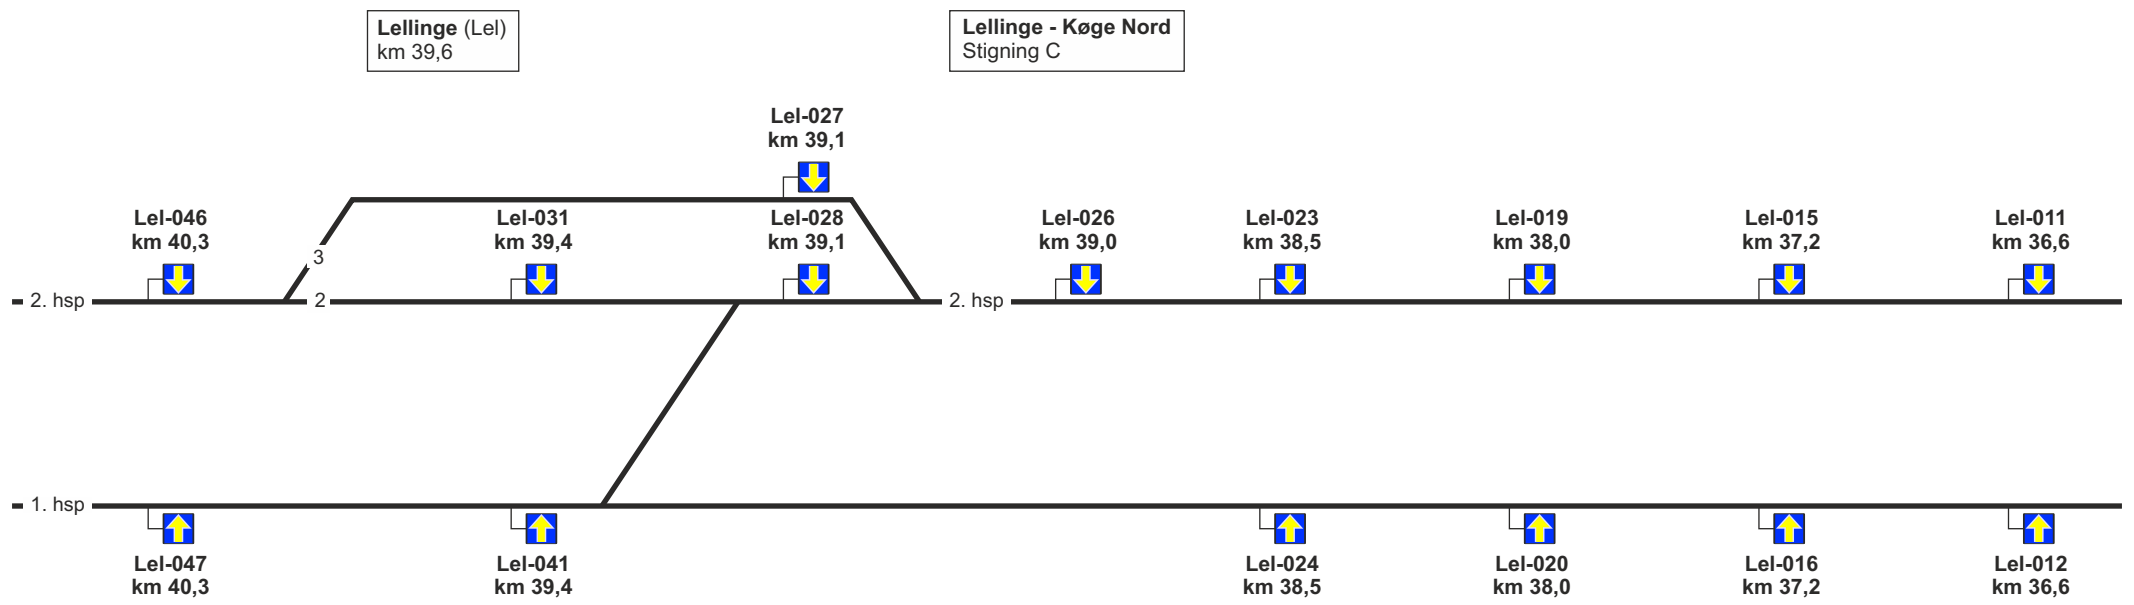 Lellinge (Lel)
km 39,6
Lellinge - Køge Nord
Stigning C
Lel-027
km 39,1
Lel-046
km 40,3
Lel-031
km 39,4
Lel-028
km 39,1
Lel-026
km 39,0
Lel-023
km 38,5
Lel-019
km 38,0
Lel-015
km 37,2
Lel-011
km 36,6
3
2. hsp
2
2. hsp
1. hsp
Lel-047
km 40,3
Lel-041
km 39,4
Lel-024
km 38,5
Lel-020
km 38,0
Lel-016
km 37,2
Lel-012
km 36,6